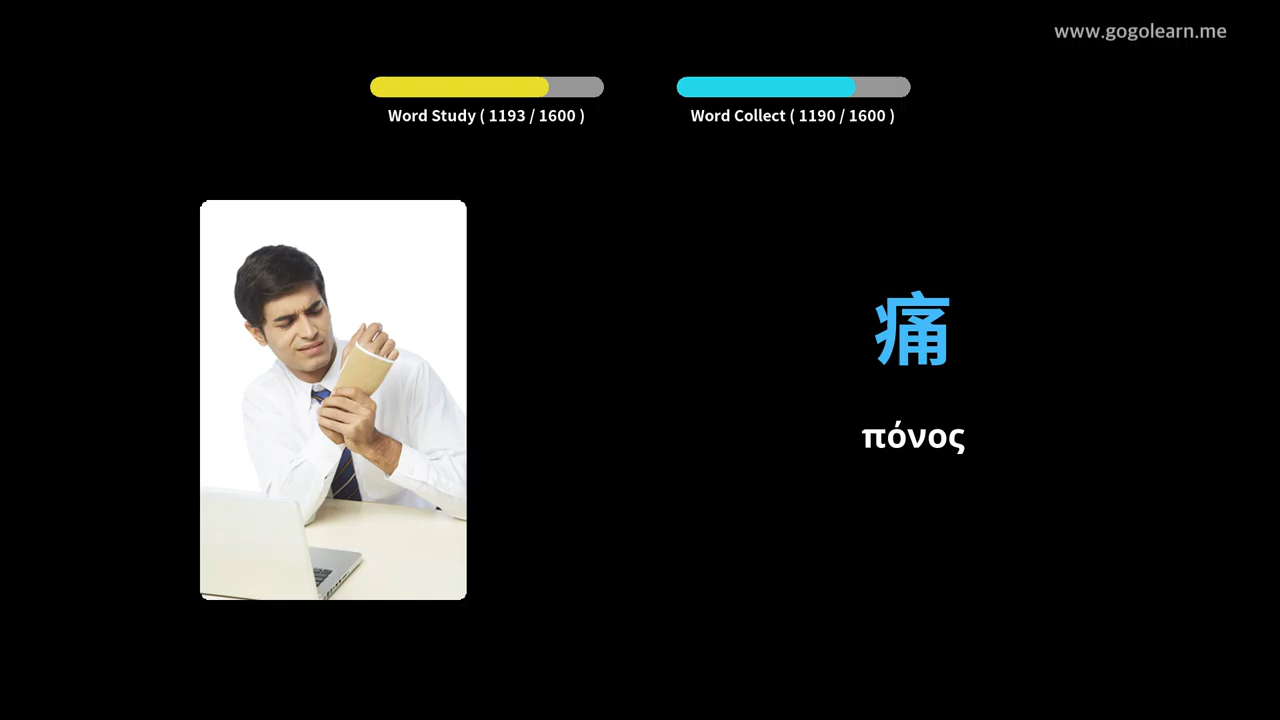 www.gogolearn.me
Word Study ( 1193 / 1600 )
Word Collect ( 1190 / 1600 )
痛
πόνος